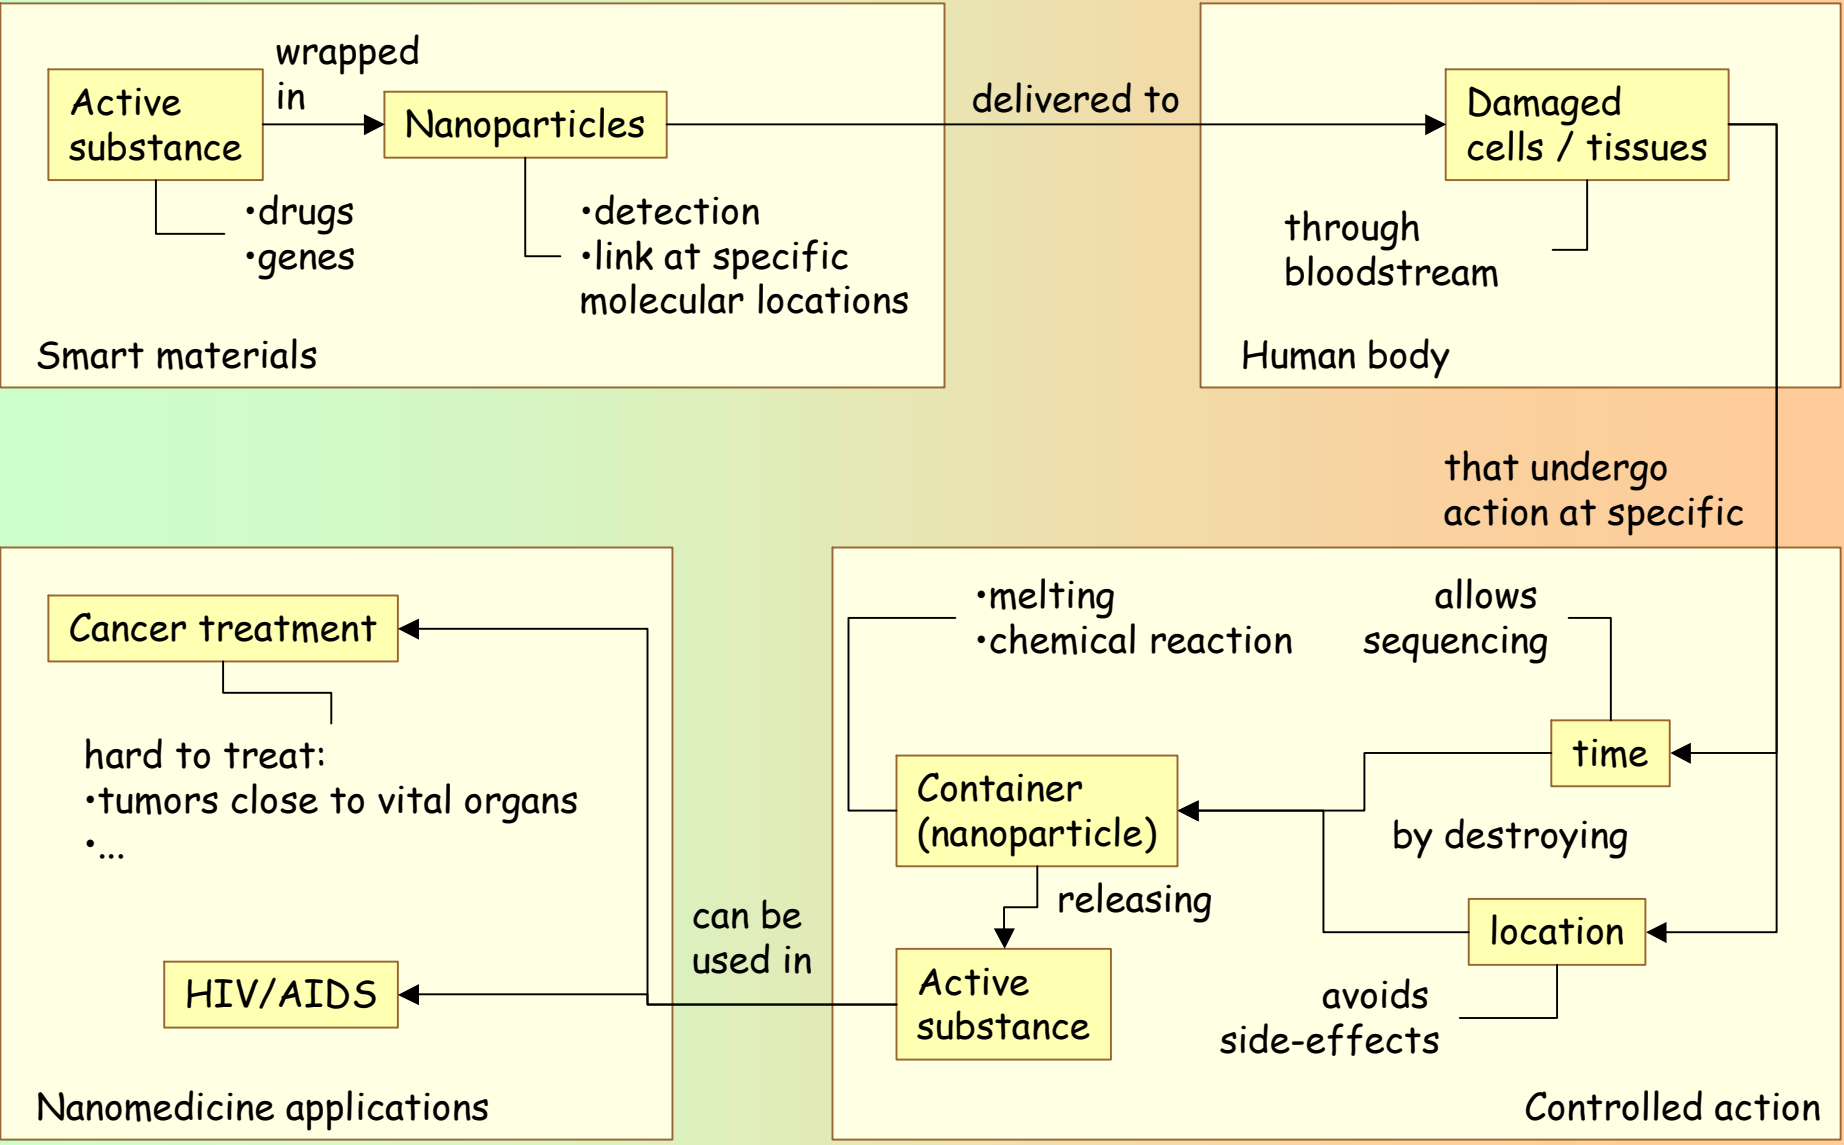 wrapped
in
Active
substance
Nanoparticles
•drugs
•genes
•detection
•link at specific
molecular locations
Smart materials
delivered to
Damaged
cells / tissues
through
bloodstream
Human body
that undergo
action at specific
•melting
•chemical reaction
allows
sequencing
time
Container
(nanoparticle)
by destroying
releasing
location
Active
substance
avoids
side-effects
Controlled action
can be
used in
Cancer treatment
hard to treat:
•tumors close to vital organs
•...
HIV/AIDS
Nanomedicine applications